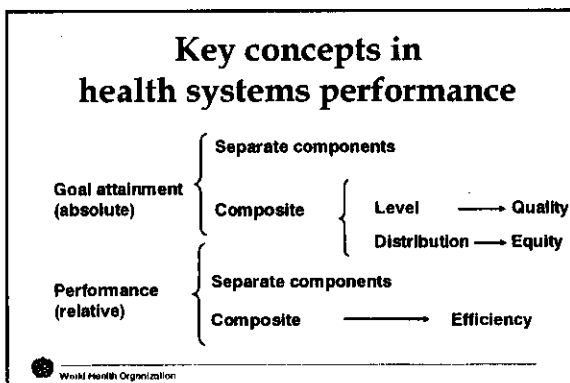 Key concepts in
health systems performance
Separate components
Goal attainment
(absolute)
Composite
Level
Quality
Distribution
Equity
Separate components
Performance
(relative)
Composite
Efficiency
World Health Organization